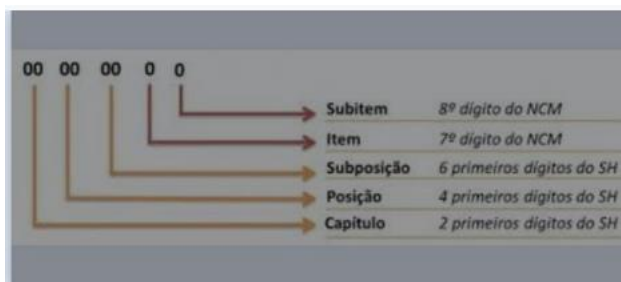 00 00 00 0 0
Subitem 8º dígito do NCM
Item 7º dígito do NCM
Subposição 6 primeiros dígitos do SH
Posição 4 primeiros dígitos do SH
Capítulo 2 primeiros dígitos do SH